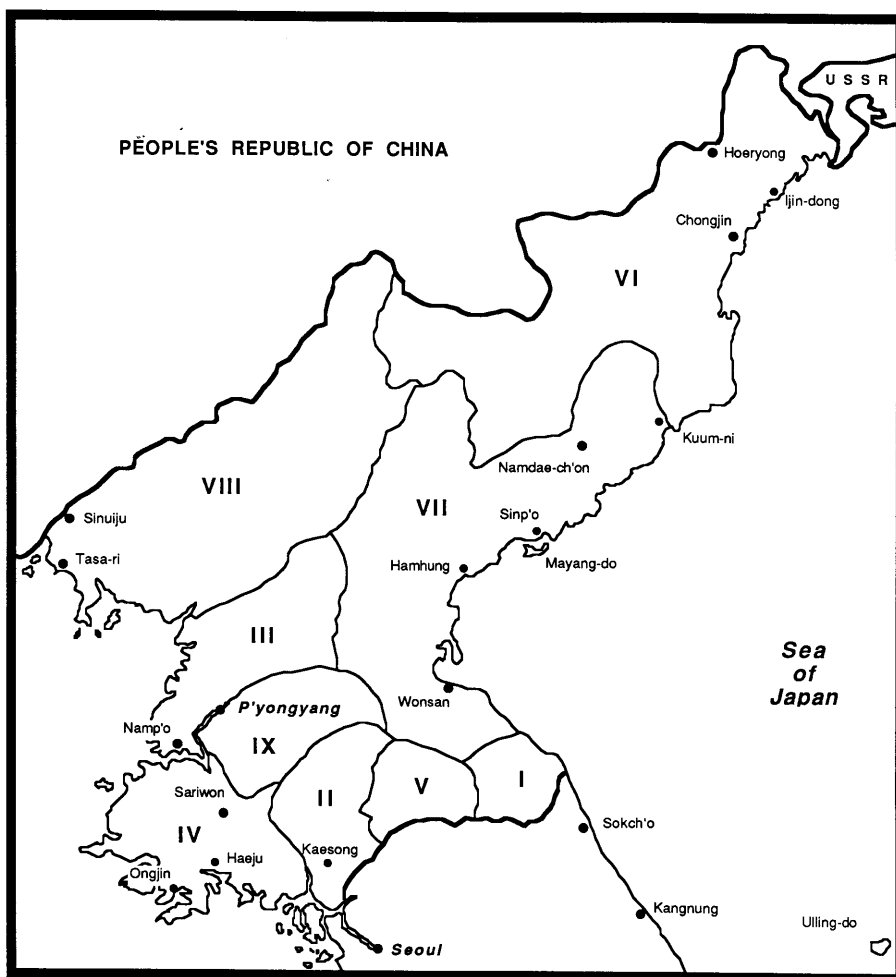 USSR
PEOPLE'S REPUBLIC OF CHINA
Hoeryong
Ijin-dong
Chongjin
VI
Kuum-ni
Namdae-ch'on
VIII
VII
Sinp'o
Sinuiju
Tasa-ri
Hamhung
Mayang-do
III
Sea
of
Japan
Wonsan
P'yongyang
Namp'o
IX
I
V
Sariwon
II
IV
Sokch'o
Kaesong
Haeju
Ongjin
Kangnung
Ulling-do
Seoul